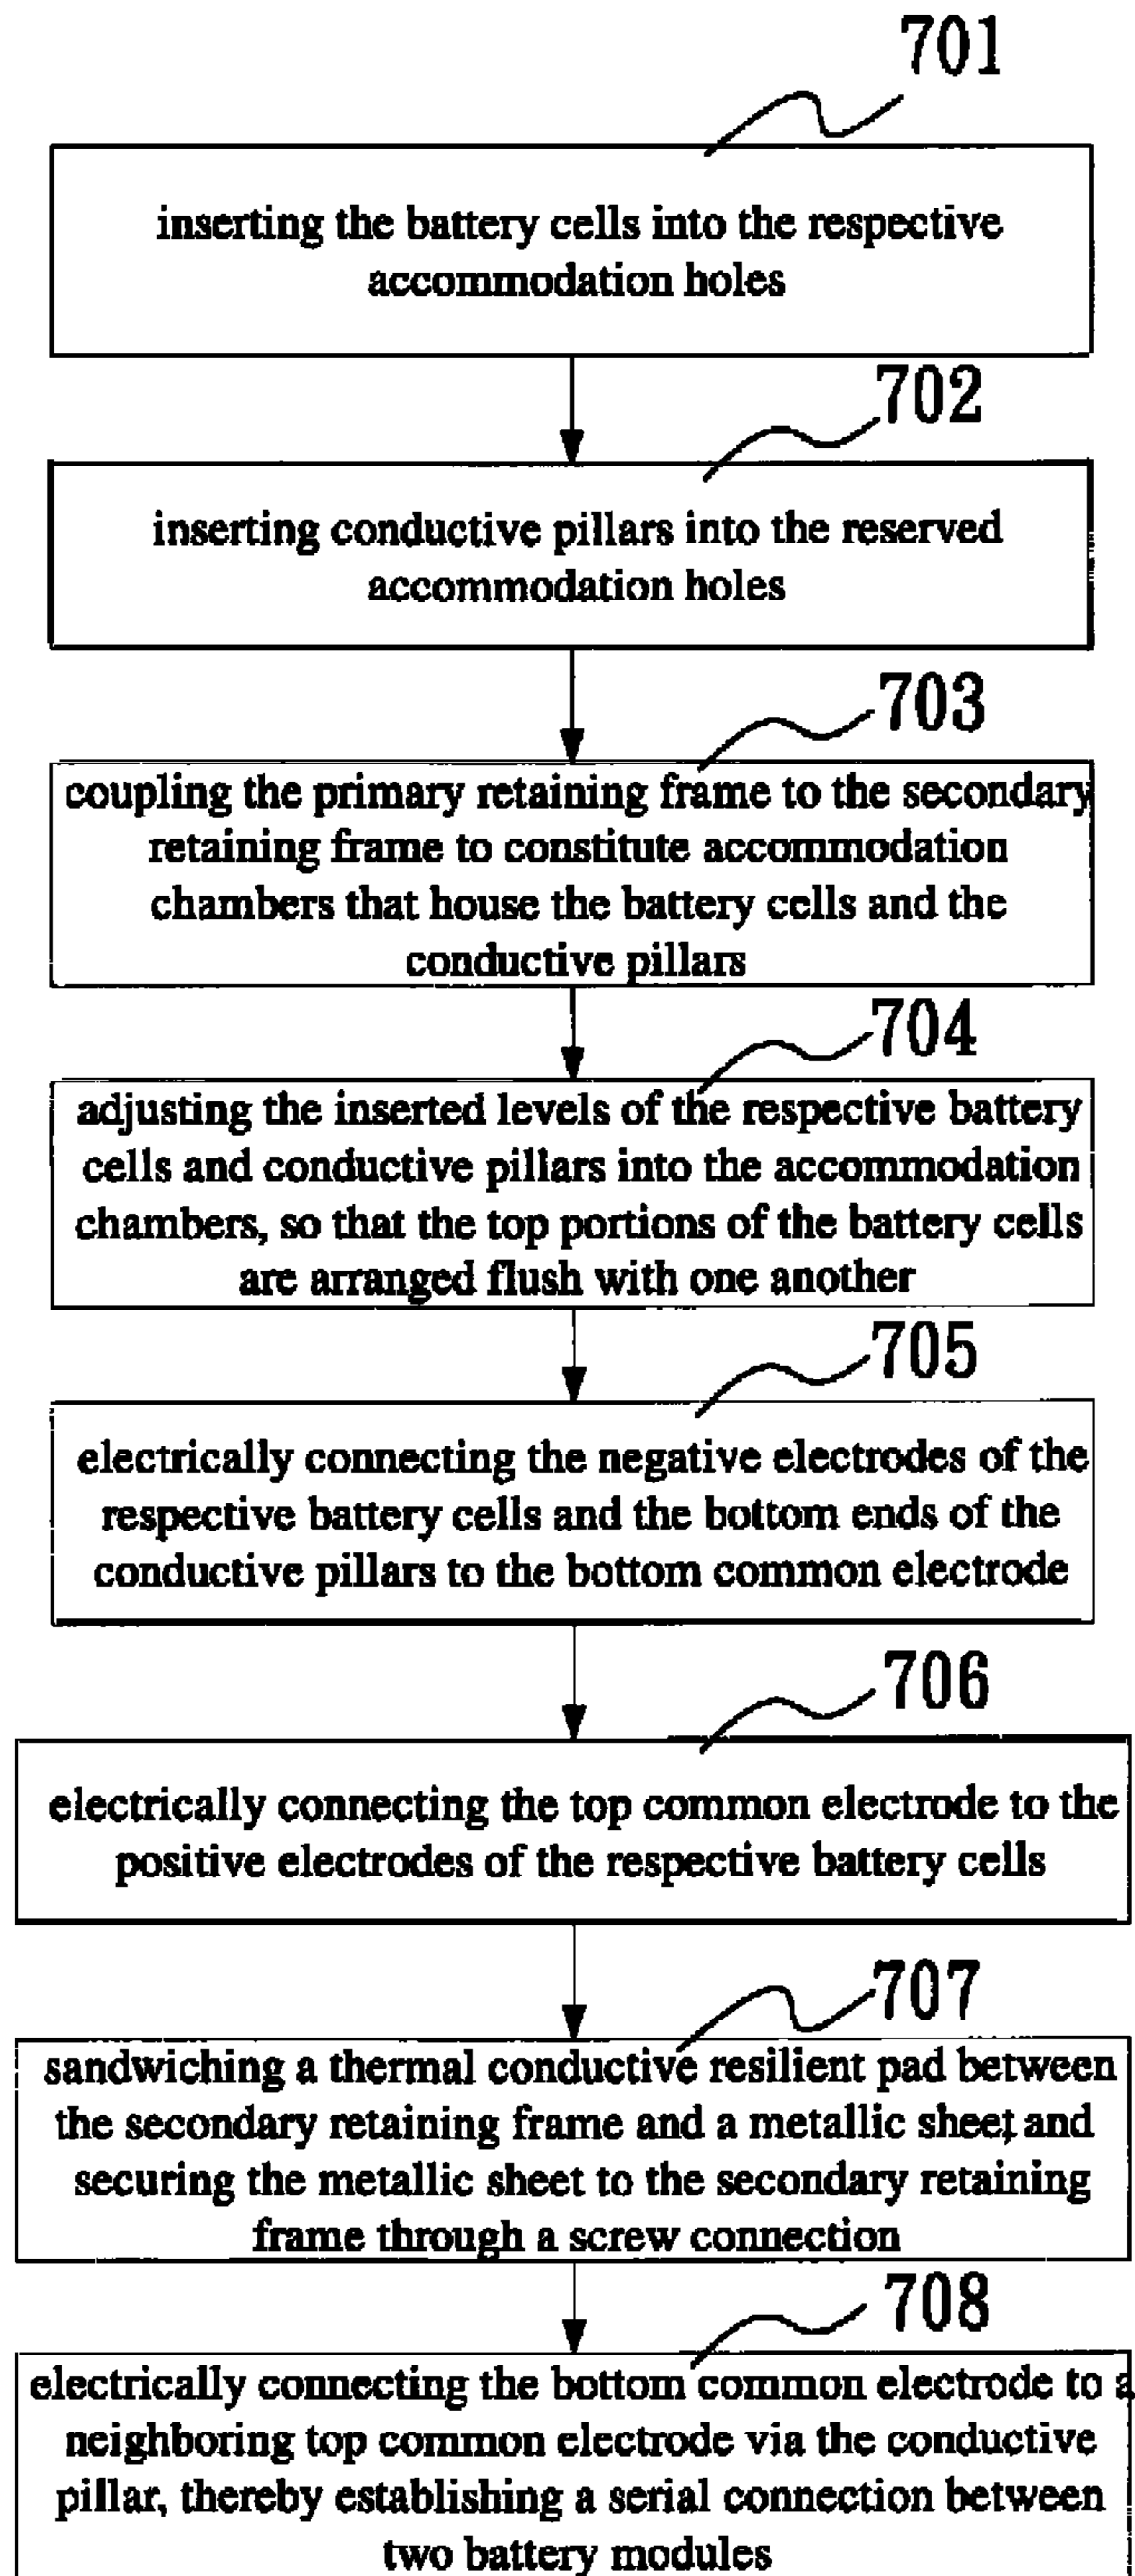 701
inserting the battery cells into the respective
accommodation holes
702
inserting conductive pillars into the reserved
accommodation holes
703
coupling the primary retaining frame to the secondary
retaining frame to constitute accommodation
chambers that house the battery cells and the
conductive pillars
704
adjusting the inserted levels of the respective battery
cells and conductive pillars into the accommodation
chambers, so that the top portions of the battery cells
are arranged flush with one another
705
electrically connecting the negative electrodes of the
respective battery cells and the bottom ends of the
conductive pillars to the bottom common electrode
706
electrically connecting the top common electrode to the
positive electrodes of the respective battery cells
707
sandwiching a thermal conductive resilient pad between
the secondary retaining frame and a metallic sheet, and
securing the metallic sheet to the secondary retaining
frame through a screw connection
708
electrically connecting the bottom common electrode to a
neighboring top common electrode via the conductive
pillar, thereby establishing a serial connection between
two battery modules